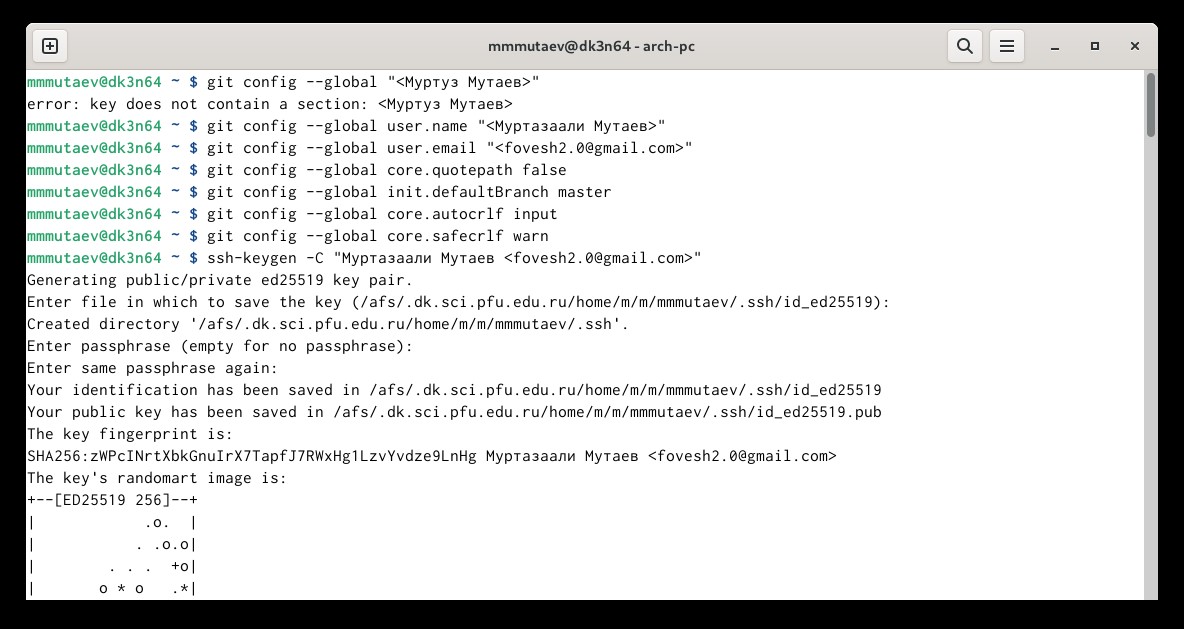 mmmutaev@dk3n64 - arch-pc
mmmutaev@dk3n64 ~ $ git config --global "<Муртуз Мутаев>"
error: key does not contain a section: <Муртуз Мутаев>
mmmutaev@dk3n64 ~ $ git config --global user.name "<Муртазаали Мутаев>"
mmmutaev@dk3n64 ~ $ git config --global user.email "<fovesh2.0@gmail.com>"
mmmutaev@dk3n64 ~ $ git config --global core.quotepath false
mmmutaev@dk3n64 ~ $ git config --global init.defaultBranch master
mmmutaev@dk3n64 ~ $ git config --global core.autocrlf input
mmmutaev@dk3n64 ~ $ git config --global core.safecrlf warn
mmmutaev@dk3n64 ~ $ ssh-keygen -C "Муртазаали Мутаев <fovesh2.0@gmail.com>"
Generating public/private ed25519 key pair.
Enter file in which to save the key (/afs/.dk.sci.pfu.edu.ru/home/m/m/mmmutaev/.ssh/id_ed25519):
Created directory '/afs/.dk.sci.pfu.edu.ru/home/m/m/mmmutaev/.ssh'.
Enter passphrase (empty for no passphrase):
Enter same passphrase again:
Your identification has been saved in /afs/.dk.sci.pfu.edu.ru/home/m/m/mmmutaev/.ssh/id_ed25519
Your public key has been saved in /afs/.dk.sci.pfu.edu.ru/home/m/m/mmmutaev/.ssh/id_ed25519.pub
The key fingerprint is:
SHA256:zWPcINrtXbkGnuIrX7TapfJ7RWxHg1LzvYvdze9LnHg Муртазаали Мутаев <fovesh2.0@gmail.com>
The key's randomart image is:
+--[ED25519 256]--+
|            .o.  |
|           . .o.o|
|        . . .  +o|
|       o * o   .*|